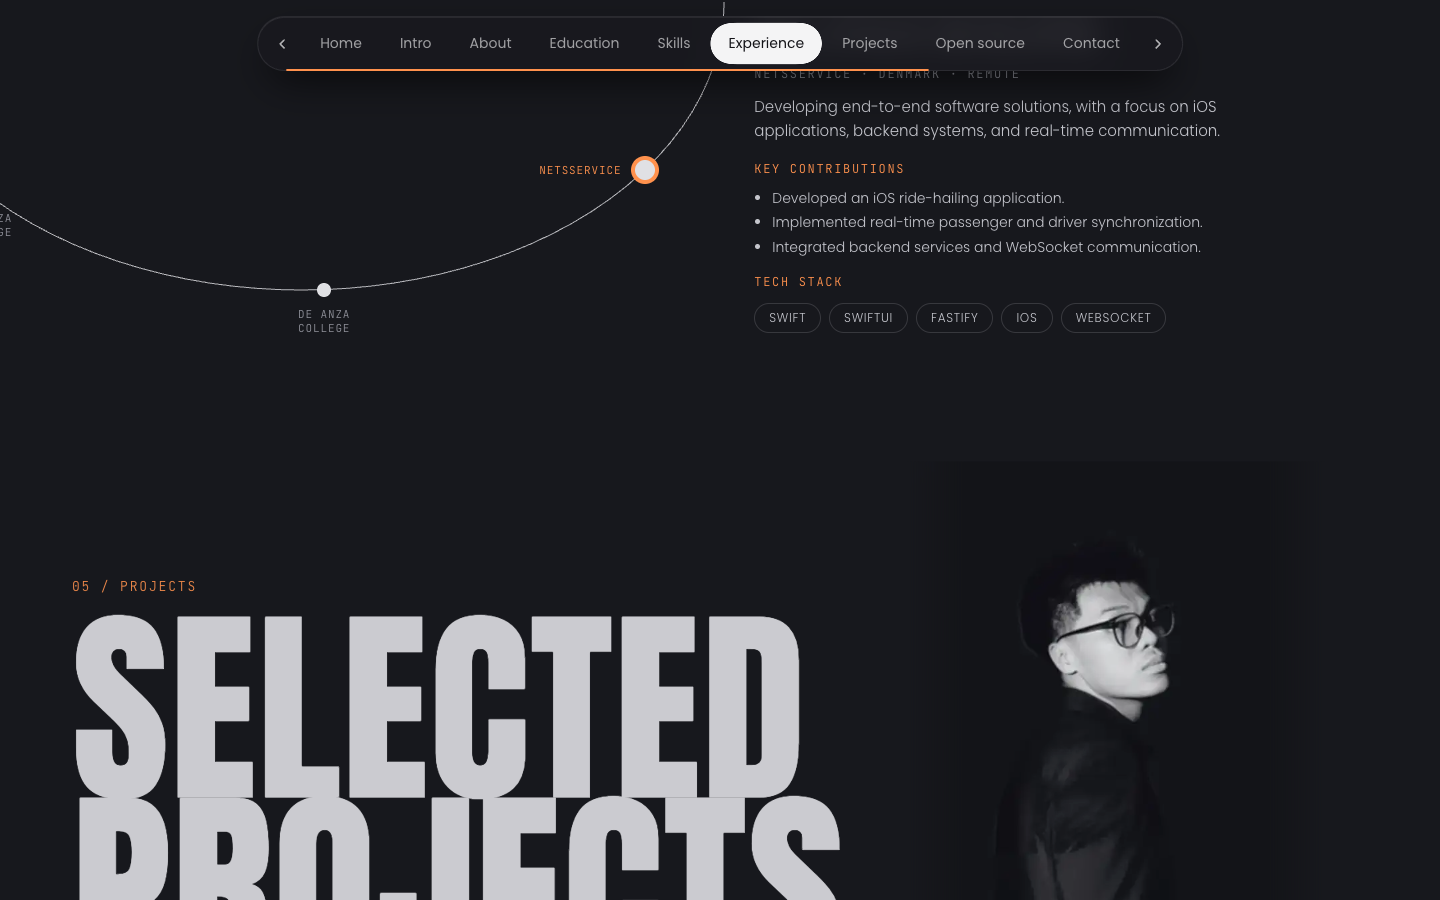 Home Intro About Education Skills Experience Projects Open source Contact
NETSSERVICE · DENMARK · REMOTE
Developing end-to-end software solutions, with a focus on iOS
applications, backend systems, and real-time communication.
KEY CONTRIBUTIONS
Developed an iOS ride-hailing application.
Implemented real-time passenger and driver synchronization.
Integrated backend services and WebSocket communication.
TECH STACK
SWIFT SWIFTUI FASTIFY IOS WEBSOCKET
NETSSERVICE
DE ANZA
COLLEGE
05 / PROJECTS
SELECTED
PROJECTS